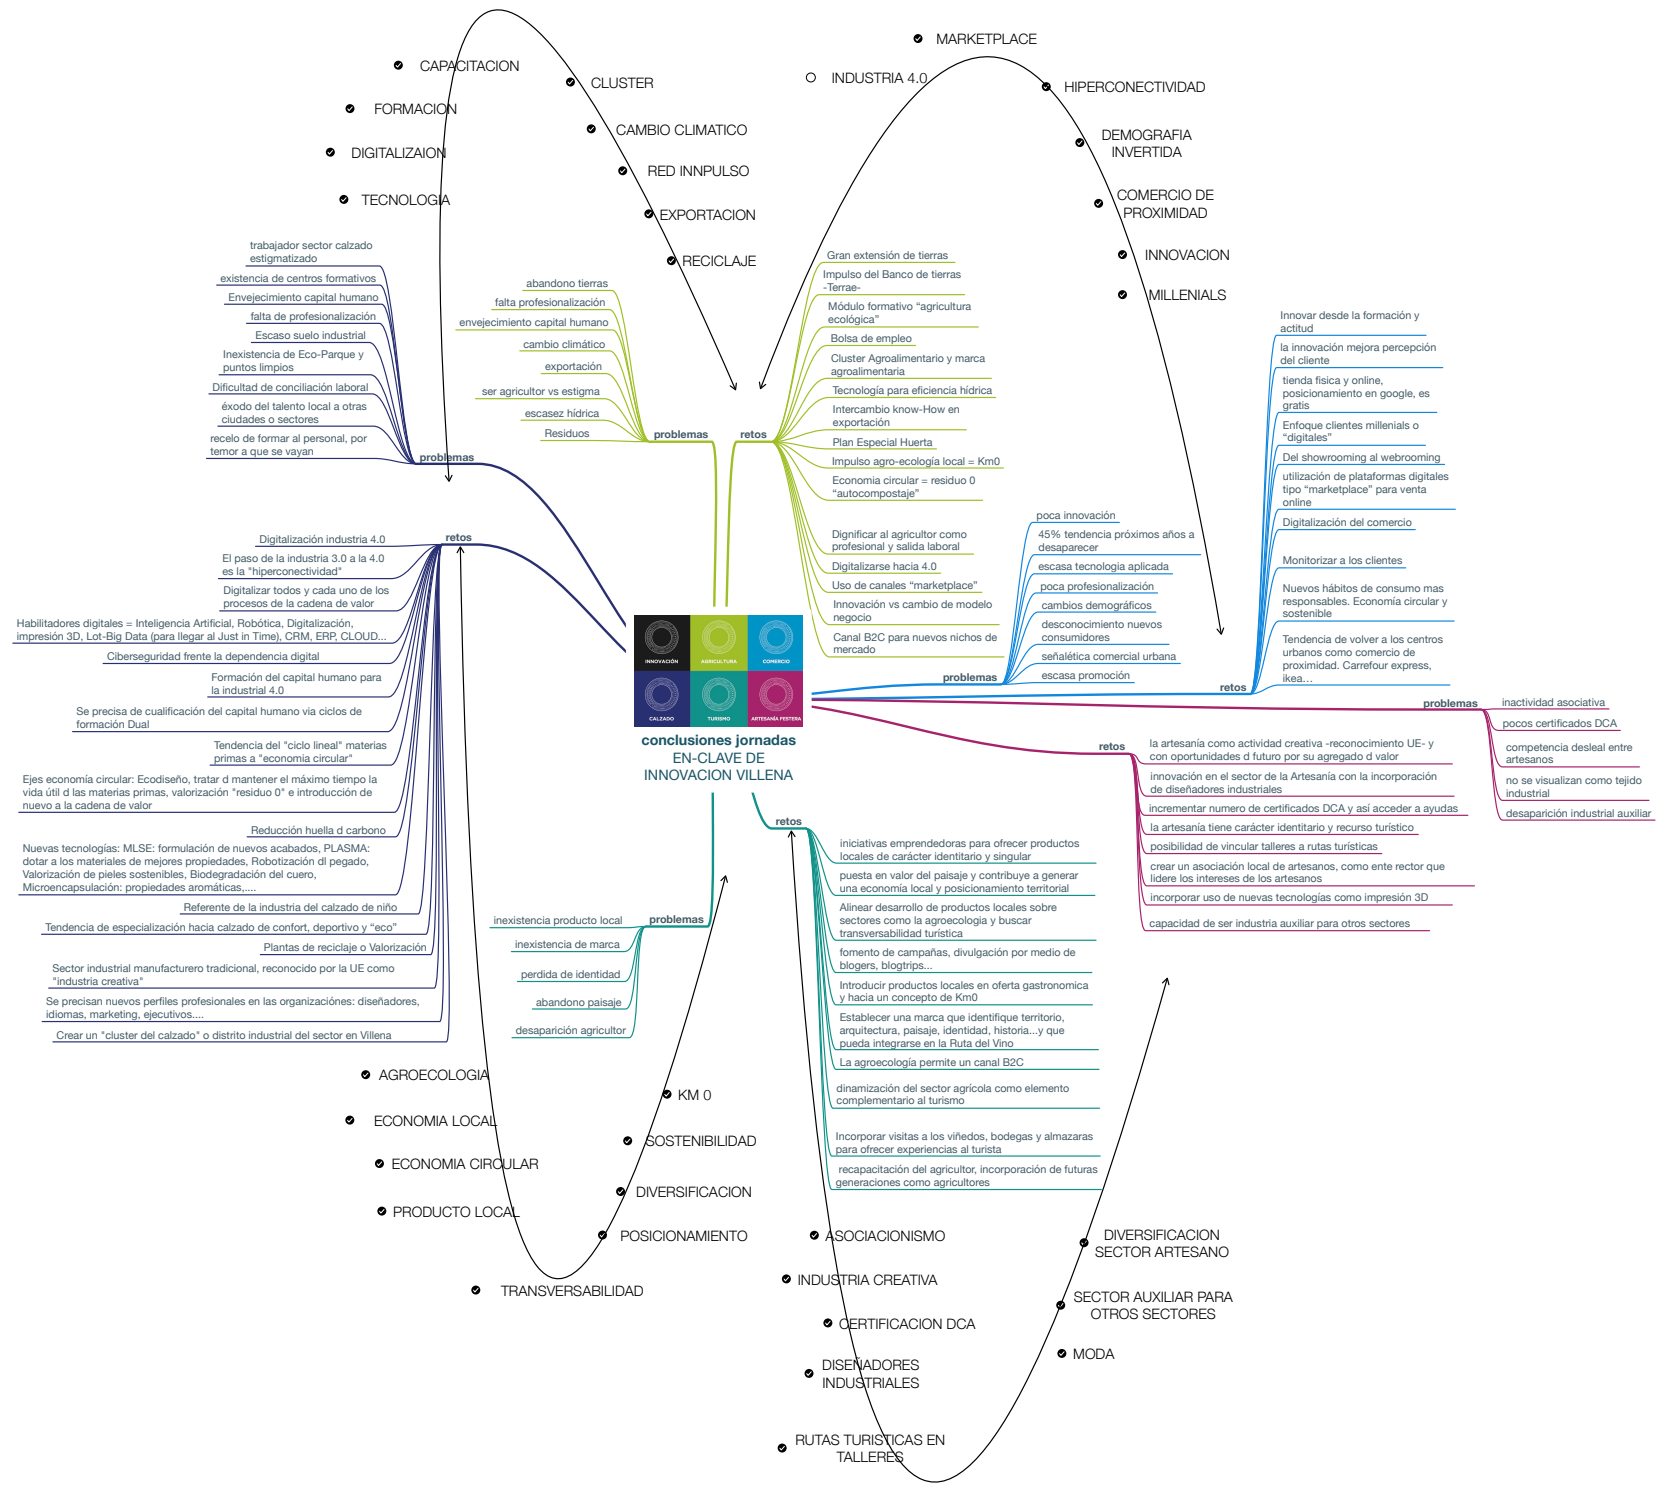 CAPACITACION
FORMACION
DIGITALIZAION
TECNOLOGIA
CLUSTER
CAMBIO CLIMATICO
RED INNPULSO
EXPORTACION
RECICLAJE
MARKETPLACE
INDUSTRIA 4.0
HIPERCONECTIVIDAD
DEMOGRAFIA
INVERTIDA
COMERCIO DE
PROXIMIDAD
INNOVACION
MILLENIALS
trabajador sector calzado
estigmatizado
existencia de centros formativos
Envejecimiento capital humano
falta de profesionalización
Escaso suelo industrial
Inexistencia de Eco-Parque y
puntos limpios
Dificultad de conciliación laboral
éxodo del talento local a otras
ciudades o sectores
recelo de formar al personal, por
temor a que se vayan
problemas
abandono tierras
falta profesionalización
envejecimiento capital humano
cambio climático
exportación
ser agricultor vs estigma
escasez hídrica
Residuos
problemas
retos
Gran extensión de tierras
Impulso del Banco de tierras
-Terrae-
Módulo formativo “agricultura
ecológica”
Bolsa de empleo
Cluster Agroalimentario y marca
agroalimentaria
Tecnología para eficiencia hídrica
Intercambio know-How en
exportación
Plan Especial Huerta
Impulso agro-ecología local = Km0
Economia circular = residuo 0
“autocompostaje”
Dignificar al agricultor como
profesional y salida laboral
Digitalizarse hacia 4.0
Uso de canales “marketplace”
Innovación vs cambio de modelo
negocio
Canal B2C para nuevos nichos de
mercado
poca innovación
45% tendencia próximos años a
desaparecer
escasa tecnologia aplicada
poca profesionalización
cambios demográficos
desconocimiento nuevos
consumidores
señalética comercial urbana
escasa promoción
problemas
Innovar desde la formación y
actitud
la innovación mejora percepción
del cliente
tienda fisica y online,
posicionamiento en google, es
gratis
Enfoque clientes millenials o
“digitales”
Del showrooming al webrooming
utilización de plataformas digitales
tipo “marketplace” para venta
online
Digitalización del comercio
Monitorizar a los clientes
Nuevos hábitos de consumo mas
responsables. Economía circular y
sostenible
Tendencia de volver a los centros
urbanos como comercio de
proximidad. Carrefour express,
ikea…
retos
retos
Digitalización industria 4.0
El paso de la industria 3.0 a la 4.0
es la "hiperconectividad"
Digitalizar todos y cada uno de los
procesos de la cadena de valor
Habilitadores digitales = Inteligencia Artificial, Robótica, Digitalización,
impresión 3D, Lot-Big Data (para llegar al Just in Time), CRM, ERP, CLOUD...
Ciberseguridad frente la dependencia digital
Formación del capital humano para
la industrial 4.0
Se precisa de cualificación del capital humano via ciclos de
formación Dual
Tendencia del "ciclo lineal" materias
primas a "economía circular"
Ejes economía circular: Ecodiseño, tratar d mantener el máximo tiempo la
vida útil d las materias primas, valorización "residuo 0" e introducción de
nuevo a la cadena de valor
Reducción huella d carbono
Nuevas tecnologías: MLSE: formulación de nuevos acabados, PLASMA:
dotar a los materiales de mejores propiedades, Robotización dl pegado,
Valorización de pieles sostenibles, Biodegradación del cuero,
Microencapsulación: propiedades aromáticas,....
Referente de la industria del calzado de niño
Tendencia de especialización hacia calzado de confort, deportivo y “eco”
Plantas de reciclaje o Valorización
Sector industrial manufacturero tradicional, reconocido por la UE como
"industria creativa"
Se precisan nuevos perfiles profesionales en las organizaciónes: diseñadores,
idiomas, marketing, ejecutivos....
Crear un "cluster del calzado" o distrito industrial del sector en Villena
INNOVACIÓN
AGRICULTURA
COMERCIO
CALZADO
TURISMO
ARTESANÍA FESTERA
conclusiones jornadas
EN-CLAVE DE
INNOVACION VILLENA
problemas
inactividad asociativa
pocos certificados DCA
competencia desleal entre
artesanos
no se visualizan como tejido
industrial
desaparición industrial auxiliar
retos
la artesanía como actividad creativa -reconocimiento UE- y
con oportunidades d futuro por su agregado d valor
innovación en el sector de la Artesanía con la incorporación
de diseñadores industriales
incrementar numero de certificados DCA y así acceder a ayudas
la artesanía tiene carácter identitario y recurso turístico
posibilidad de vincular talleres a rutas turísticas
crear un asociación local de artesanos, como ente rector que
lidere los intereses de los artesanos
incorporar uso de nuevas tecnologías como impresión 3D
capacidad de ser industria auxiliar para otros sectores
problemas
inexistencia producto local
inexistencia de marca
perdida de identidad
abandono paisaje
desaparición agricultor
retos
iniciativas emprendedoras para ofrecer productos
locales de carácter identitario y singular
puesta en valor del paisaje y contribuye a generar
una economía local y posicionamiento territorial
Alinear desarrollo de productos locales sobre
sectores como la agroecologia y buscar
transversabilidad turística
fomento de campañas, divulgación por medio de
blogers, blogtrips...
Introducir productos locales en oferta gastronomica
y hacia un concepto de Km0
Establecer una marca que identifique territorio,
arquitectura, paisaje, identidad, historia...y que
pueda integrarse en la Ruta del Vino
La agroecología permite un canal B2C
dinamización del sector agrícola como elemento
complementario al turismo
Incorporar visitas a los viñedos, bodegas y almazaras
para ofrecer experiencias al turista
recapacitación del agricultor, incorporación de futuras
generaciones como agricultores
AGROECOLOGIA
ECONOMIA LOCAL
ECONOMIA CIRCULAR
PRODUCTO LOCAL
TRANSVERSABILIDAD
KM 0
SOSTENIBILIDAD
DIVERSIFICACION
POSICIONAMIENTO
ASOCIACIONISMO
INDUSTRIA CREATIVA
CERTIFICACION DCA
DISEÑADORES
INDUSTRIALES
RUTAS TURISTICAS EN
TALLERES
DIVERSIFICACION
SECTOR ARTESANO
SECTOR AUXILIAR PARA
OTROS SECTORES
MODA